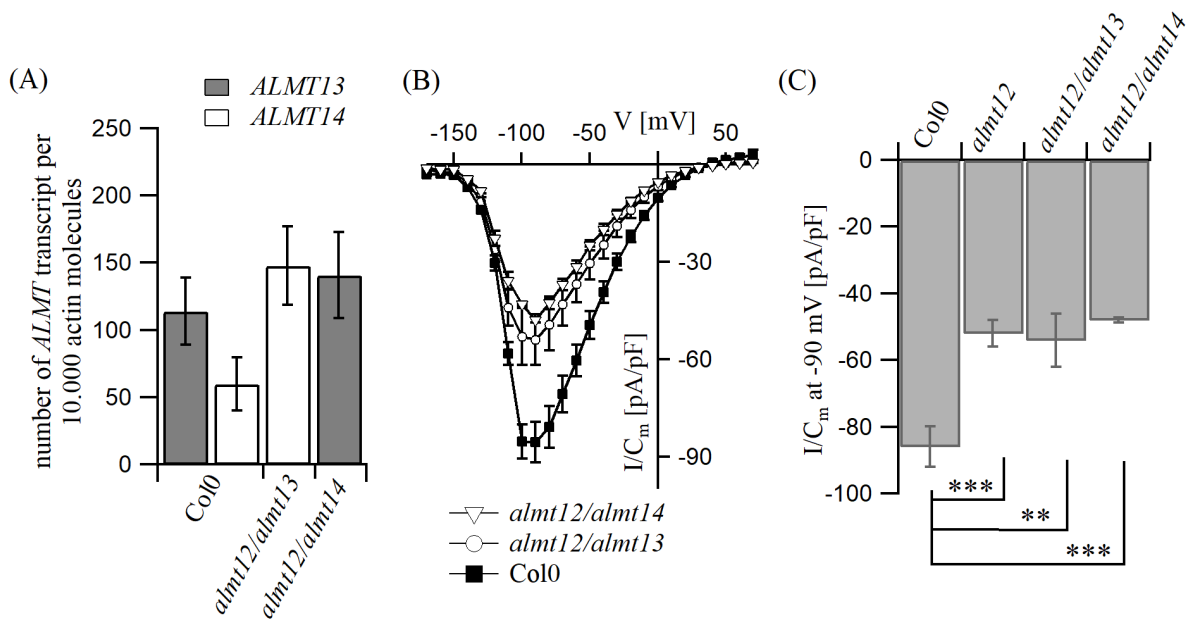 (A)
ALMT13
ALMT14
number of ALMT transcript per
10.000 actin molecules
250
200
150
100
50
0
Col0
almt12/almt13
almt12/almt14
(B)
V [mV]
-150
-100
-50
0
50
-30
-60
-90
I/Cm [pA/pF]
almt12/almt14
almt12/almt13
Col0
(C)
Col0
almt12
almt12/almt13
almt12/almt14
I/Cm at -90 mV [pA/pF]
0
-20
-40
-60
-80
-100
***
**
***